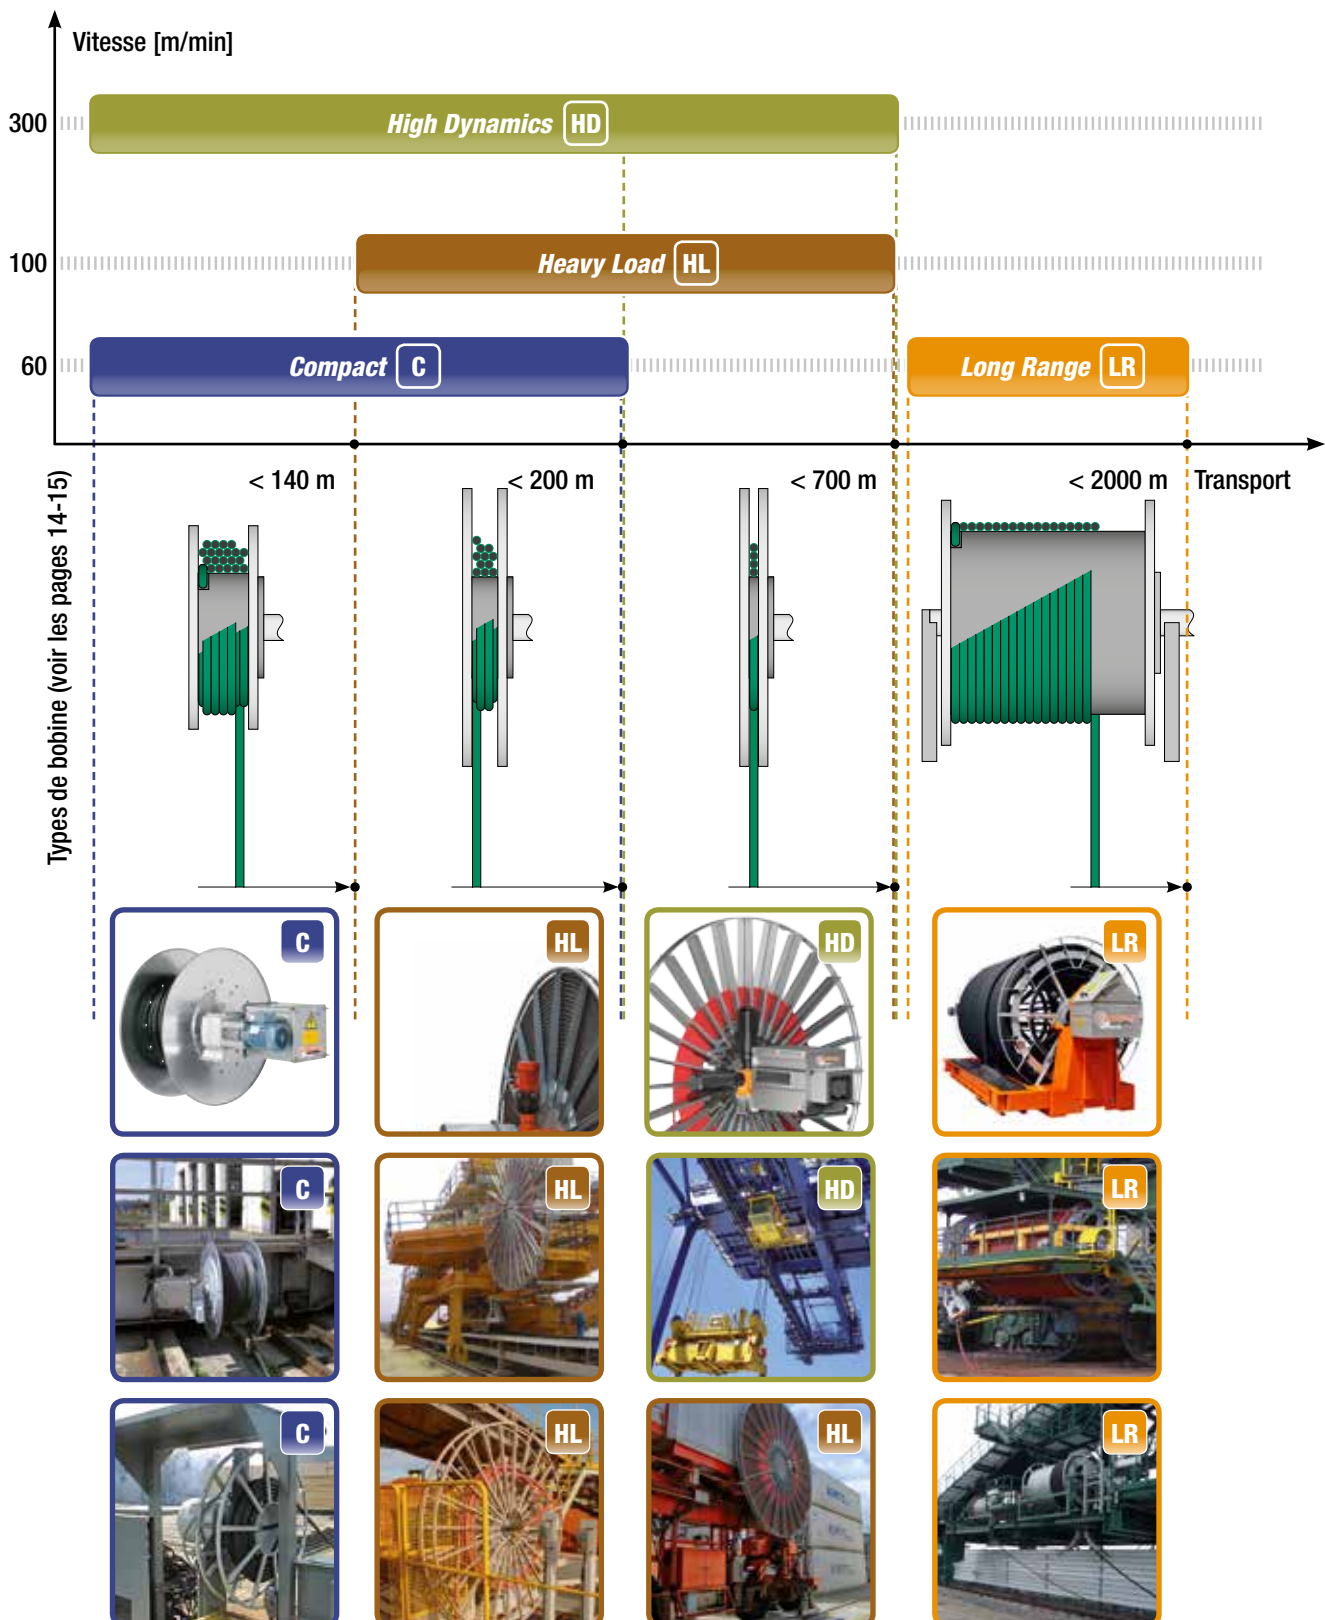 Vitesse [m/min]
300
High Dynamics HD
100
Heavy Load HL
60
Compact C
Long Range LR
< 140 m
< 200 m
< 700 m
< 2000 m
Transport
Types de bobine (voir les pages 14-15)
C
HL
HD
LR
C
HL
HD
LR
C
HL
HL
LR